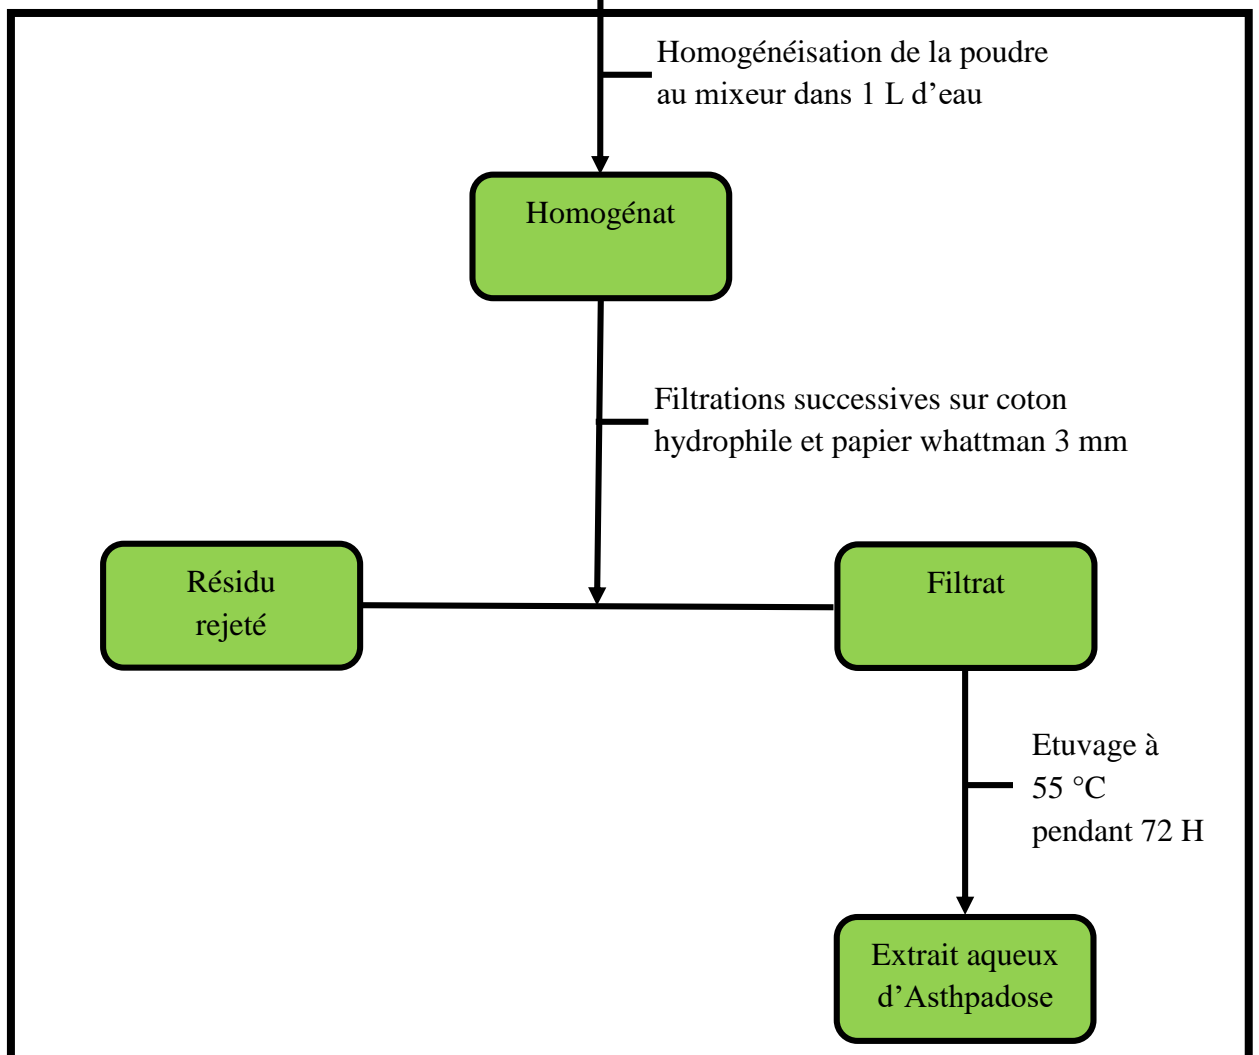 Homogénéisation de la poudre
au mixeur dans 1 L d’eau
Homogénat
Filtrations successives sur coton
hydrophile et papier whattman 3 mm
Résidu
rejeté
Filtrat
Etuvage à
55 °C
pendant 72 H
Extrait aqueux
d’Asthpadose